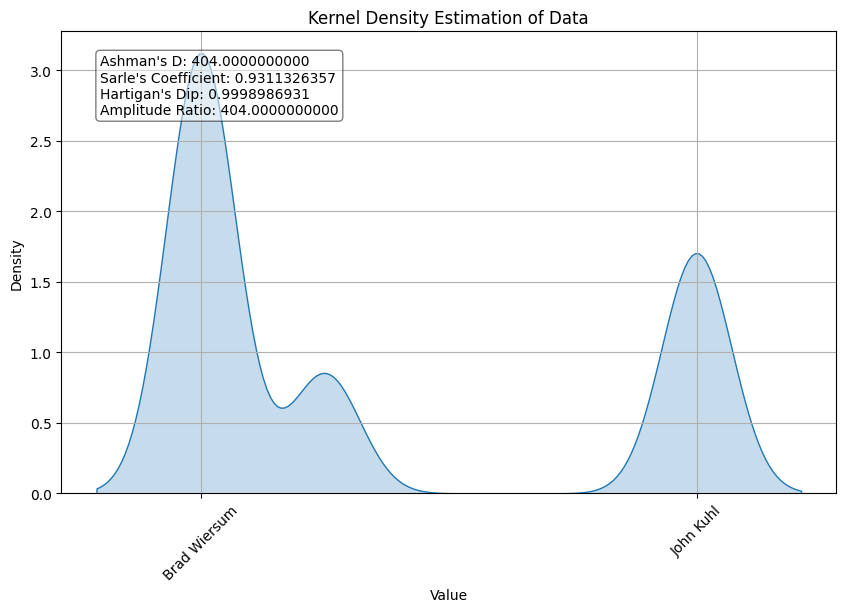 Kernel Density Estimation of Data
Ashman's D: 404.0000000000
Sarle's Coefficient: 0.9311326357
Hartigan's Dip: 0.9998986931
Amplitude Ratio: 404.0000000000
3.0
2.5
2.0
1.5
1.0
0.5
0.0
Density
Brad Wiersum
John Kuhl
Value